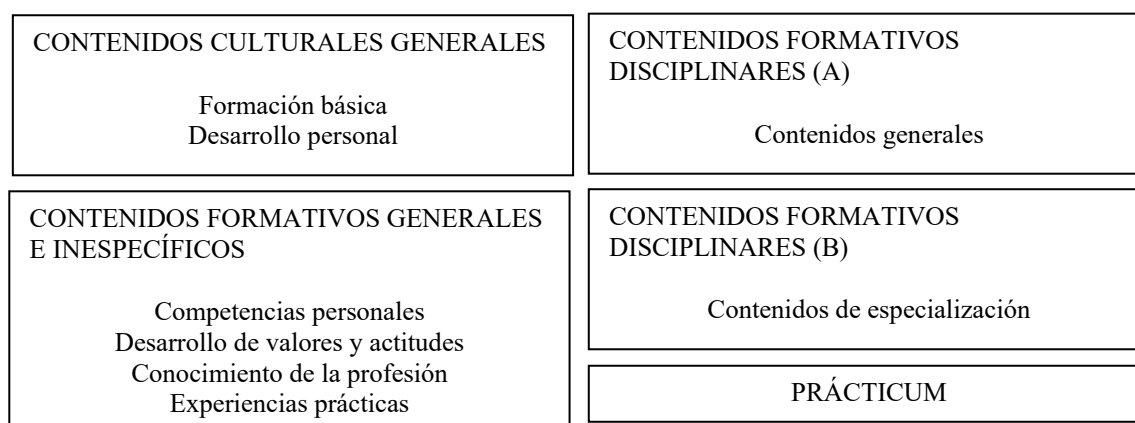 CONTENIDOS CULTURALES GENERALES
Formación básica
Desarrollo personal
CONTENIDOS FORMATIVOS
DISCIPLINARES (A)
Contenidos generales
CONTENIDOS FORMATIVOS GENERALES
E INESPECÍFICOS
Competencias personales
Desarrollo de valores y actitudes
Conocimiento de la profesión
Experiencias prácticas
CONTENIDOS FORMATIVOS
DISCIPLINARES (B)
Contenidos de especialización
PRÁCTICUM